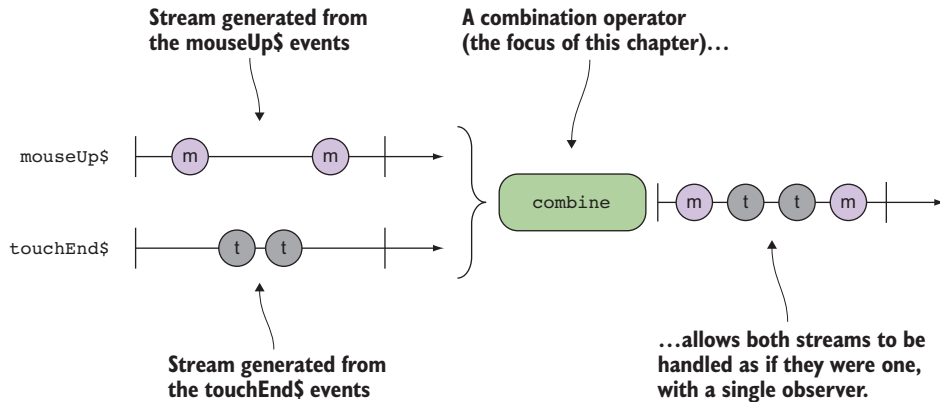 Stream generated from
the mouseUp$ events
A combination operator
(the focus of this chapter)…
mouseUp$
m
m
combine
m
t
t
m
touchEnd$
t
t
Stream generated from
the touchEnd$ events
…allows both streams to be
handled as if they were one,
with a single observer.